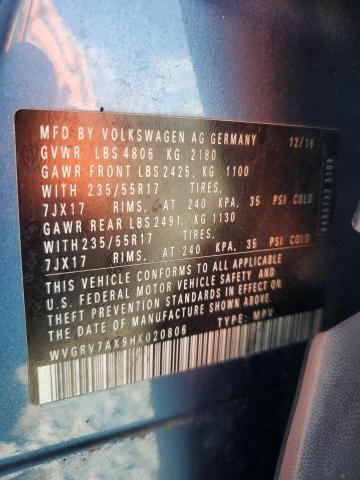 MFD BY VOLKSWAGEN AG GERMANY 12/16
GVWR LBS 4806 KG 2180
GAWR FRONT LBS 2425, KG 1100
WITH 235/55R17 TIRES,
7JX17 RIMS, AT 240 KPA, 35 PSI COLD
GAWR REAR LBS 2491, KG 1130
WITH 235/55R17 TIRES,
7JX17 RIMS, AT 240 KPA, 35 PSI COLD
THIS VEHICLE CONFORMS TO ALL APPLICABLE
U.S. FEDERAL MOTOR VEHICLE SAFETY AND
THEFT PREVENTION STANDARDS IN EFFECT ON
THE DATE OF MANUFACTURE SHOWN ABOVE
WVGRV7AX9HK020806 TYPE: MPV